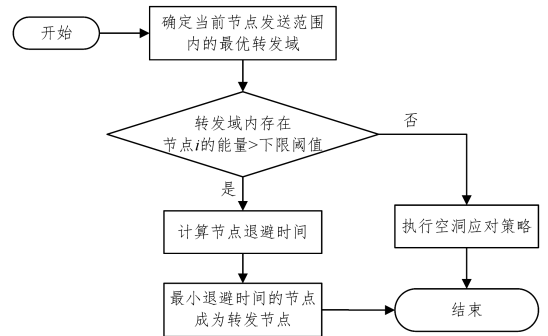 开始
确定当前节点发送范围
内的最优转发域
转发域内存在
节点i的能量>下限阈值
否
是
计算节点退避时间
执行空洞应对策略
最小退避时间的节点
成为转发节点
结束